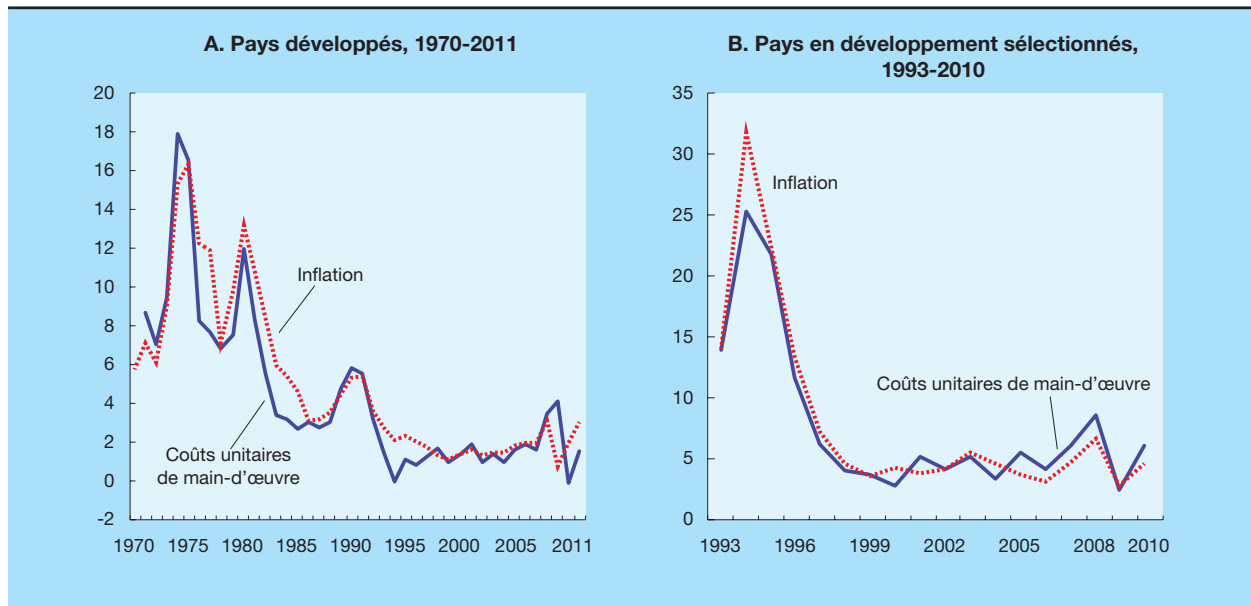 A. Pays développés, 1970-2011
20
18
16
14
12
10
8
6
4
2
0
-2
Inflation
Coûts unitaires
de main-d'œuvre
1970 1975 1980 1985 1990 1995 2000 2005 2011
B. Pays en développement sélectionnés,
1993-2010
35
30
25
20
15
10
5
0
Inflation
Coûts unitaires de main-d'œuvre
1993 1996 1999 2002 2005 2008 2010